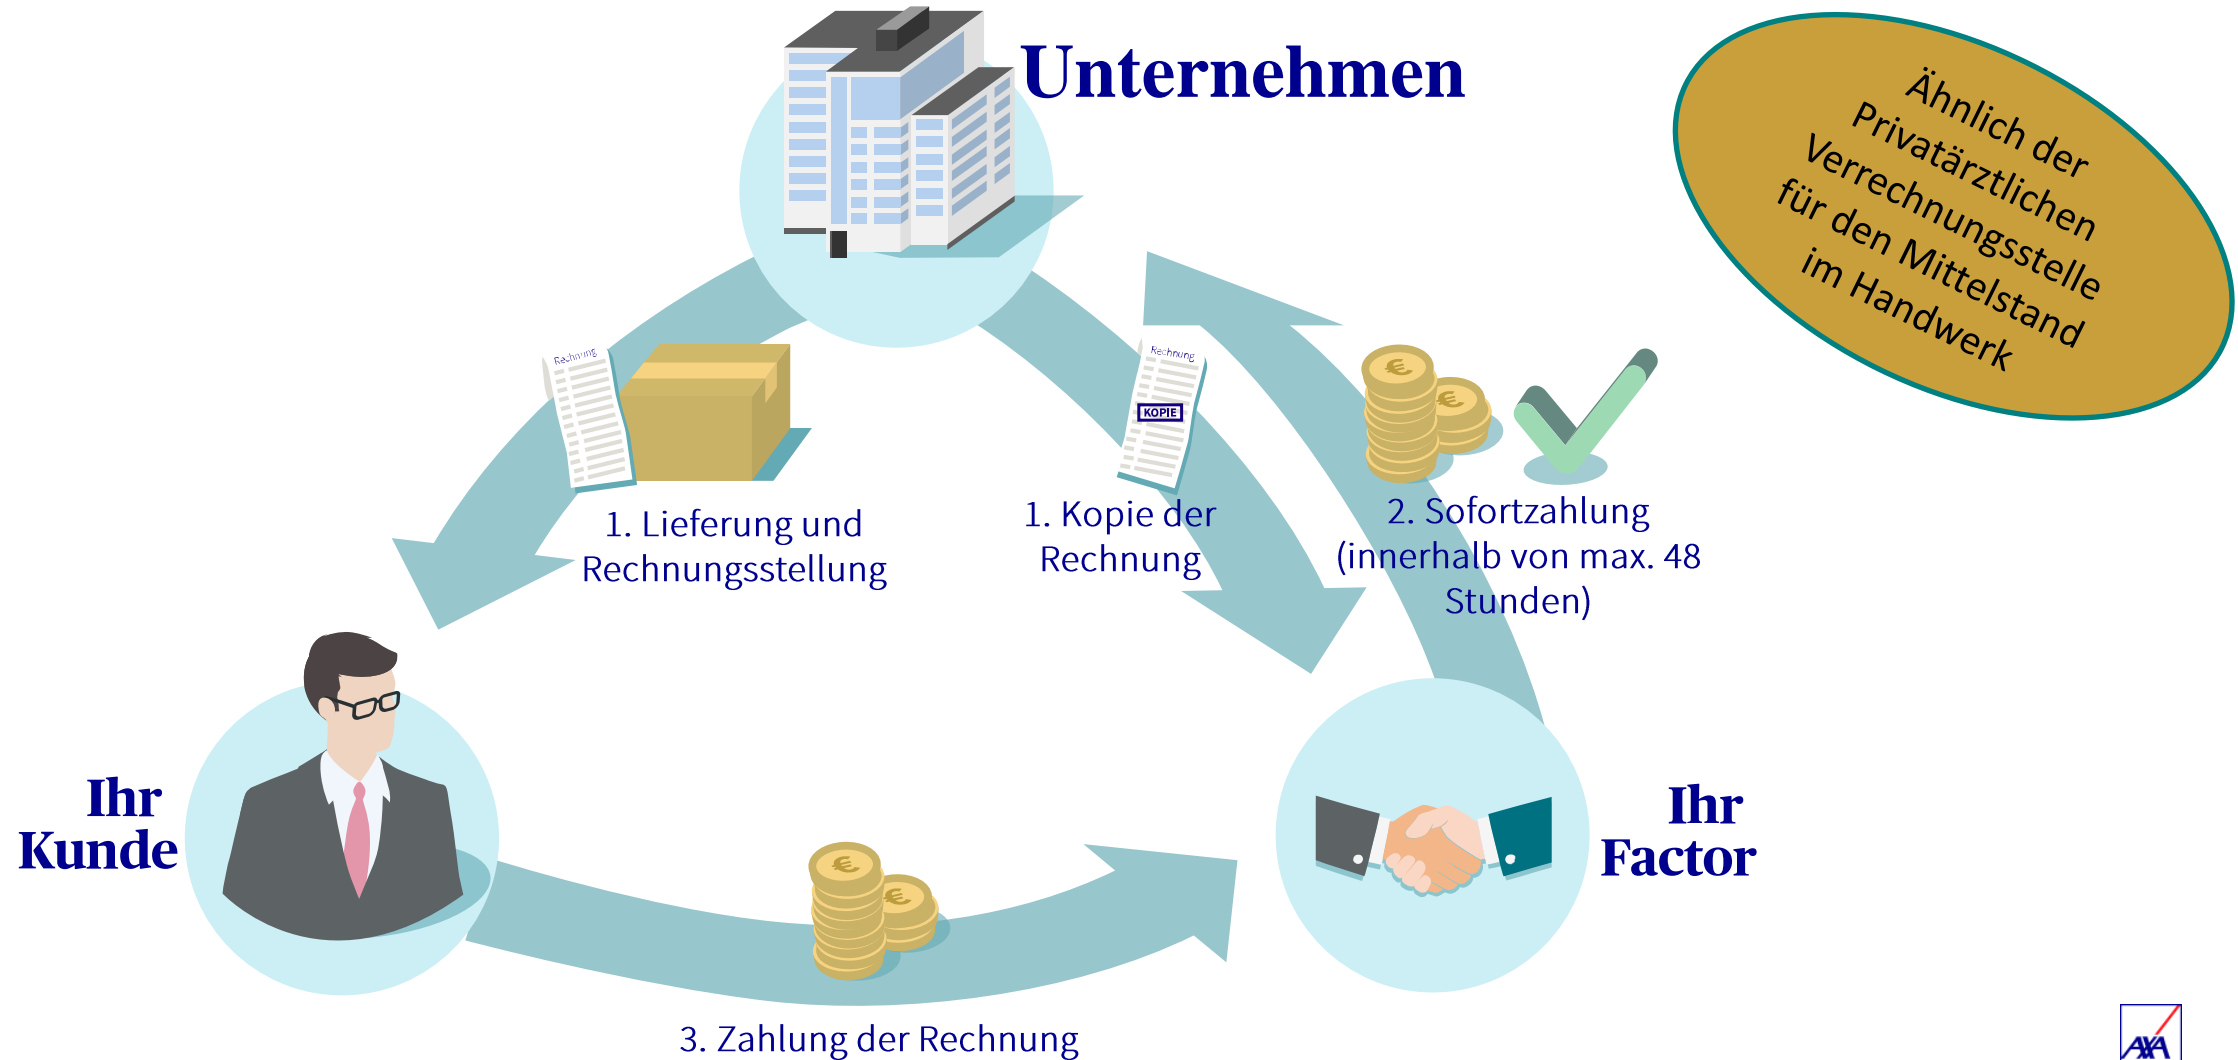 Unternehmen
Ähnlich der
Privatärztlichen
Verrechnungsstelle
für den Mittelstand
im Handwerk
Rechnung
Rechnung
KOPIE
1. Lieferung und
Rechnungsstellung
1. Kopie der
Rechnung
2. Sofortzahlung
(innerhalb von max. 48
Stunden)
Ihr
Kunde
Ihr
Factor
3. Zahlung der Rechnung
AXA